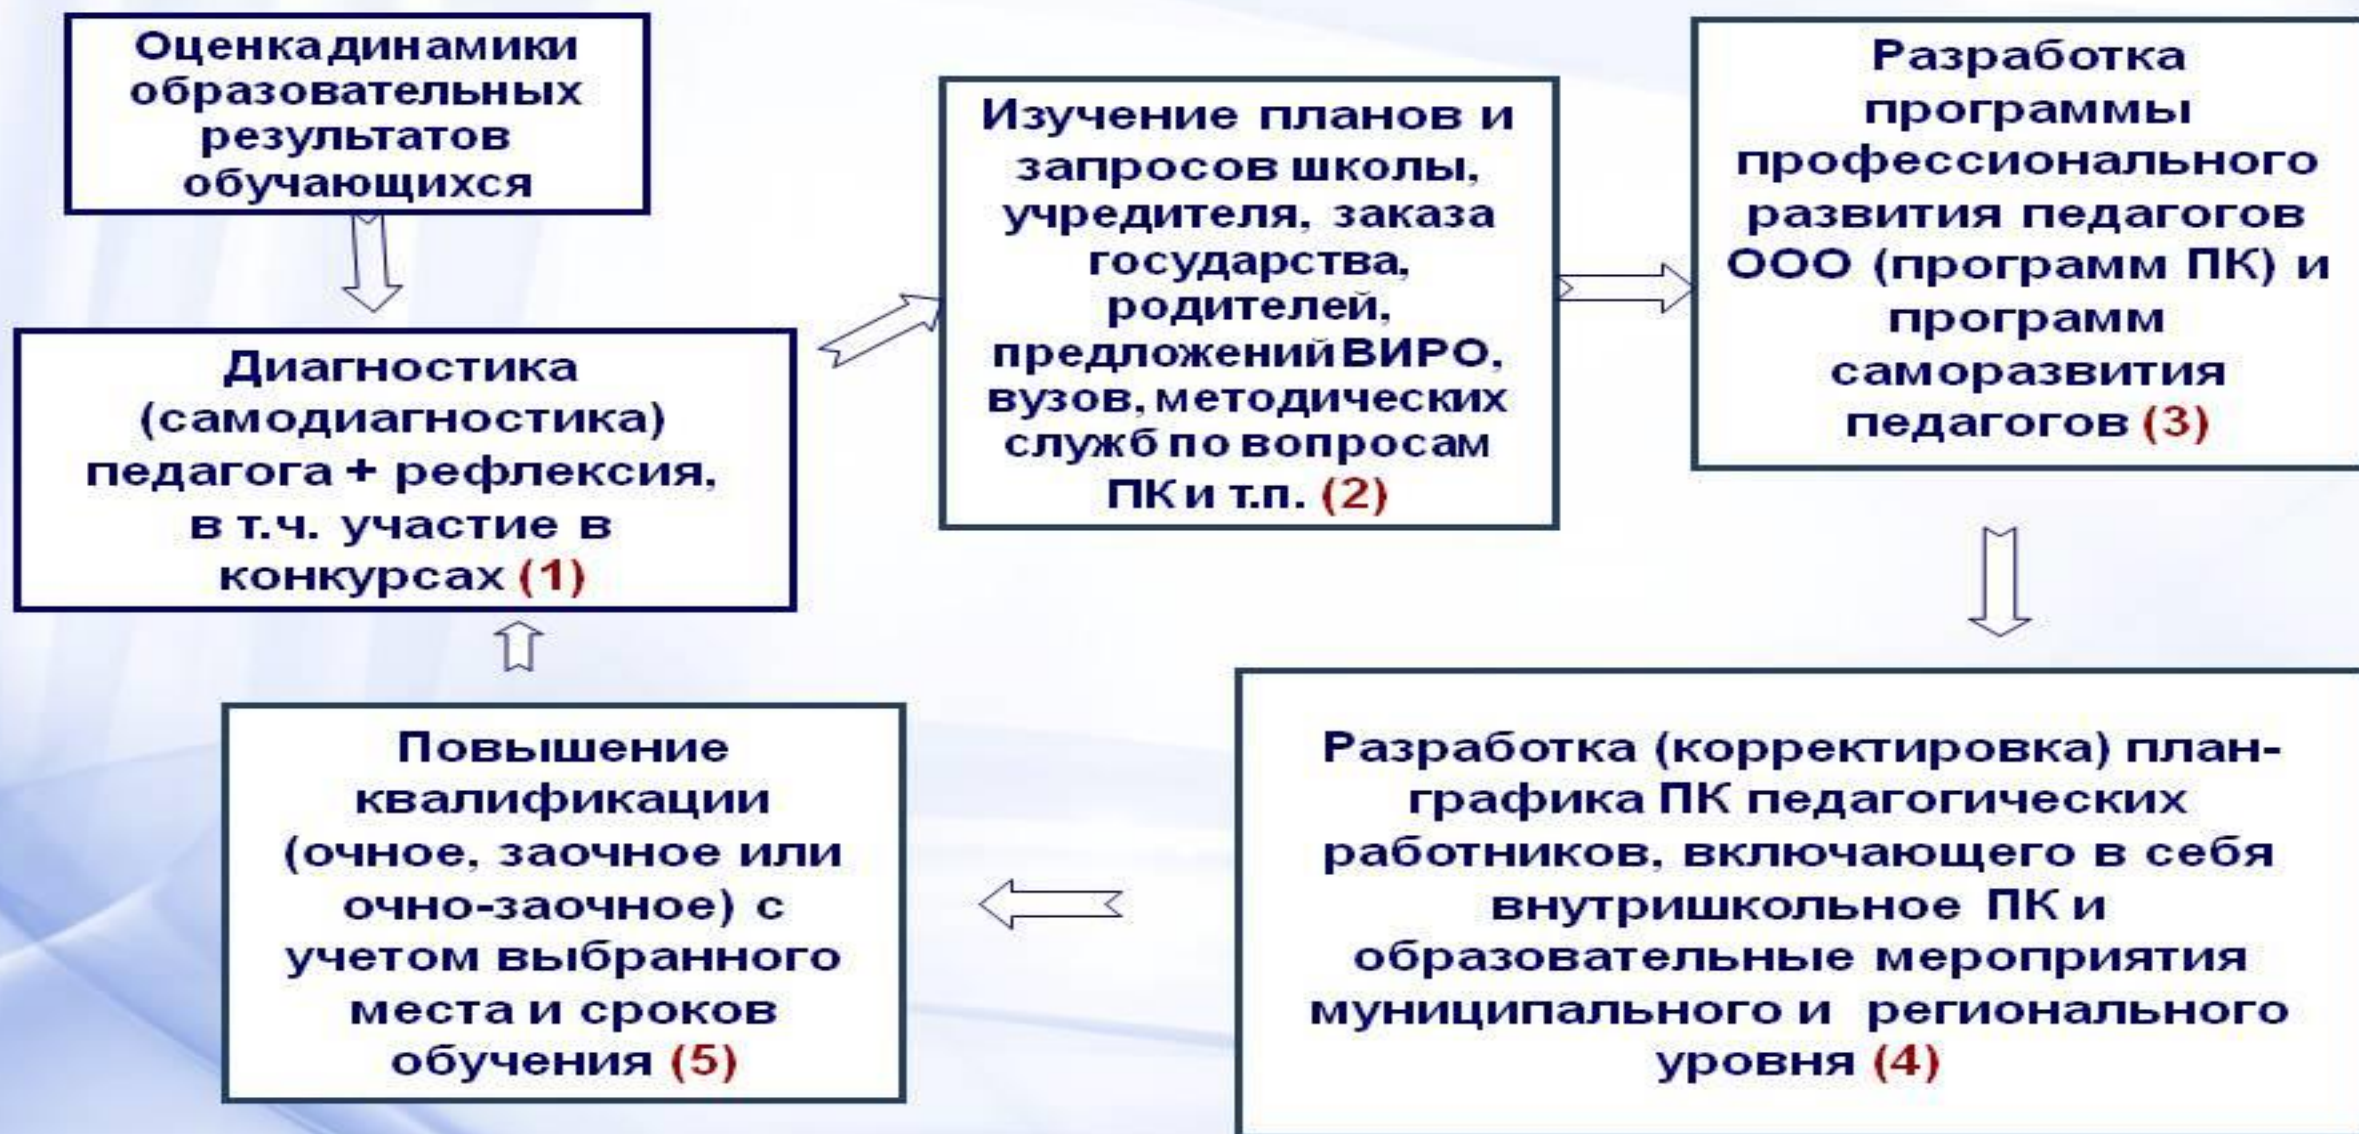 Оценка динамики
образовательных
результатов
обучающихся
Диагностика
(самодиагностика)
педагога + рефлексия,
в т.ч. участие в
конкурсах (1)
Изучение планов и
запросов школы,
учредителя, заказа
государства,
родителей,
предложений ВИРО,
вузов, методических
служб по вопросам
ПК и т.п. (2)
Разработка
программы
профессионального
развития педагогов
ООО (программ ПК) и
программ
саморазвития
педагогов (3)
Разработка (корректировка) план-
графика ПК педагогических
работников, включающего в себя
внутришкольное ПК и
образовательные мероприятия
муниципального и регионального
уровня (4)
Повышение
квалификации
(очное, заочное или
очно-заочное) с
учетом выбранного
места и сроков
обучения (5)